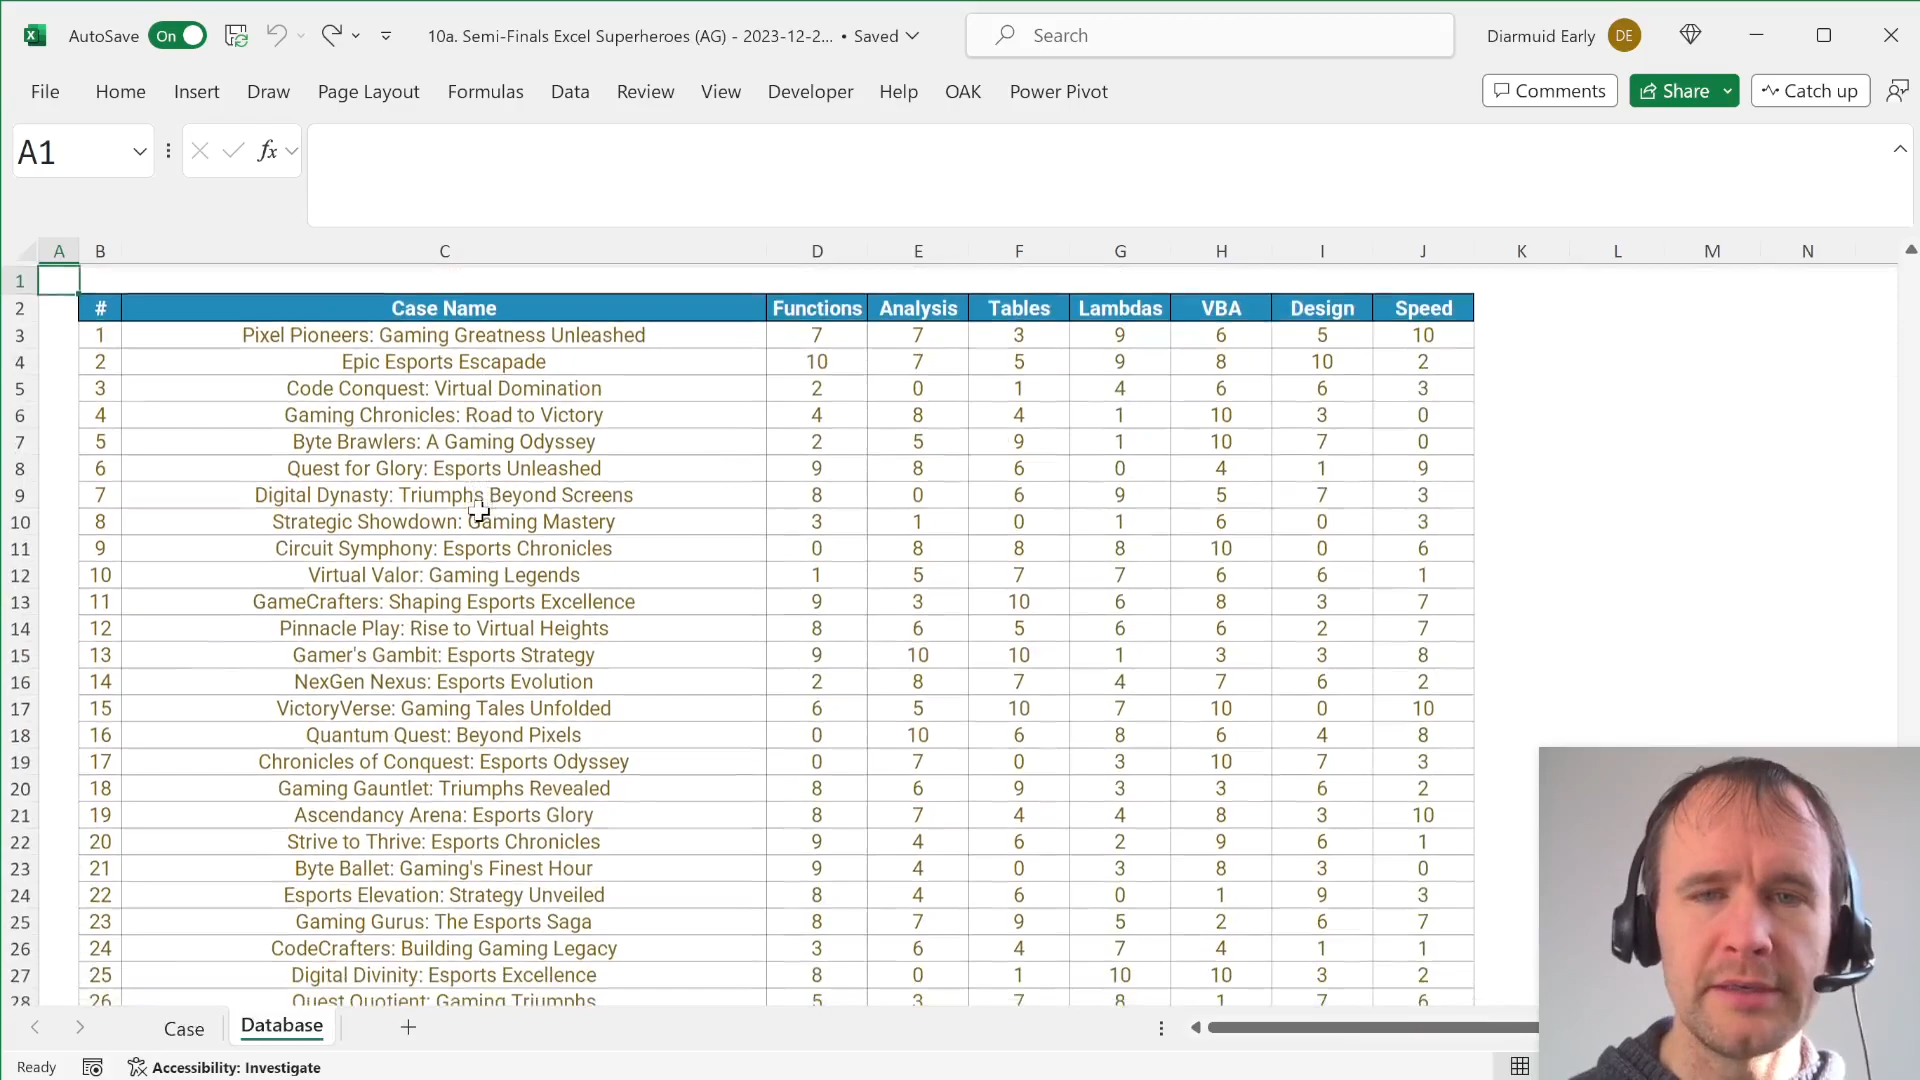 AutoSave On 10a. Semi-Finals Excel Superheroes (AG) - 2023-12-2... • Saved Search Diarmuid Early DE
File Home Insert Draw Page Layout Formulas Data Review View Developer Help OAK Power Pivot Comments Share Catch up
A1 fx
A B C D E F G H I J K L M N
1
2 # Case Name Functions Analysis Tables Lambdas VBA Design Speed
3 1 Pixel Pioneers: Gaming Greatness Unleashed 7 7 3 9 6 5 10
4 2 Epic Esports Escapade 10 7 5 9 8 10 2
5 3 Code Conquest: Virtual Domination 2 0 1 4 6 6 3
6 4 Gaming Chronicles: Road to Victory 4 8 4 1 10 3 0
7 5 Byte Brawlers: A Gaming Odyssey 2 5 9 1 10 7 0
8 6 Quest for Glory: Esports Unleashed 9 8 6 0 4 1 9
9 7 Digital Dynasty: Triumphs Beyond Screens 8 0 6 9 5 7 3
10 8 Strategic Showdown: Gaming Mastery 3 1 0 1 6 0 3
11 9 Circuit Symphony: Esports Chronicles 0 8 8 8 10 0 6
12 10 Virtual Valor: Gaming Legends 1 5 7 7 6 6 1
13 11 GameCrafters: Shaping Esports Excellence 9 3 10 6 8 3 7
14 12 Pinnacle Play: Rise to Virtual Heights 8 6 5 6 6 2 7
15 13 Gamer's Gambit: Esports Strategy 9 10 10 1 3 3 8
16 14 NexGen Nexus: Esports Evolution 2 8 7 4 7 6 2
17 15 VictoryVerse: Gaming Tales Unfolded 6 5 10 7 10 0 10
18 16 Quantum Quest: Beyond Pixels 0 10 6 8 6 4 8
19 17 Chronicles of Conquest: Esports Odyssey 0 7 0 3 10 7 3
20 18 Gaming Gauntlet: Triumphs Revealed 8 6 9 3 3 6 2
21 19 Ascendancy Arena: Esports Glory 8 7 4 4 8 3 10
22 20 Strive to Thrive: Esports Chronicles 9 4 6 2 9 6 1
23 21 Byte Ballet: Gaming's Finest Hour 9 4 0 3 8 3 0
24 22 Esports Elevation: Strategy Unveiled 8 4 6 0 1 9 3
25 23 Gaming Gurus: The Esports Saga 8 7 9 5 2 6 7
26 24 CodeCrafters: Building Gaming Legacy 3 6 4 7 4 1 1
27 25 Digital Divinity: Esports Excellence 8 0 1 10 10 3 2
28 26 Quest Quotient: Gaming Triumphs 5 3 7 8 1 7 6
Case Database
Ready Accessibility: Investigate